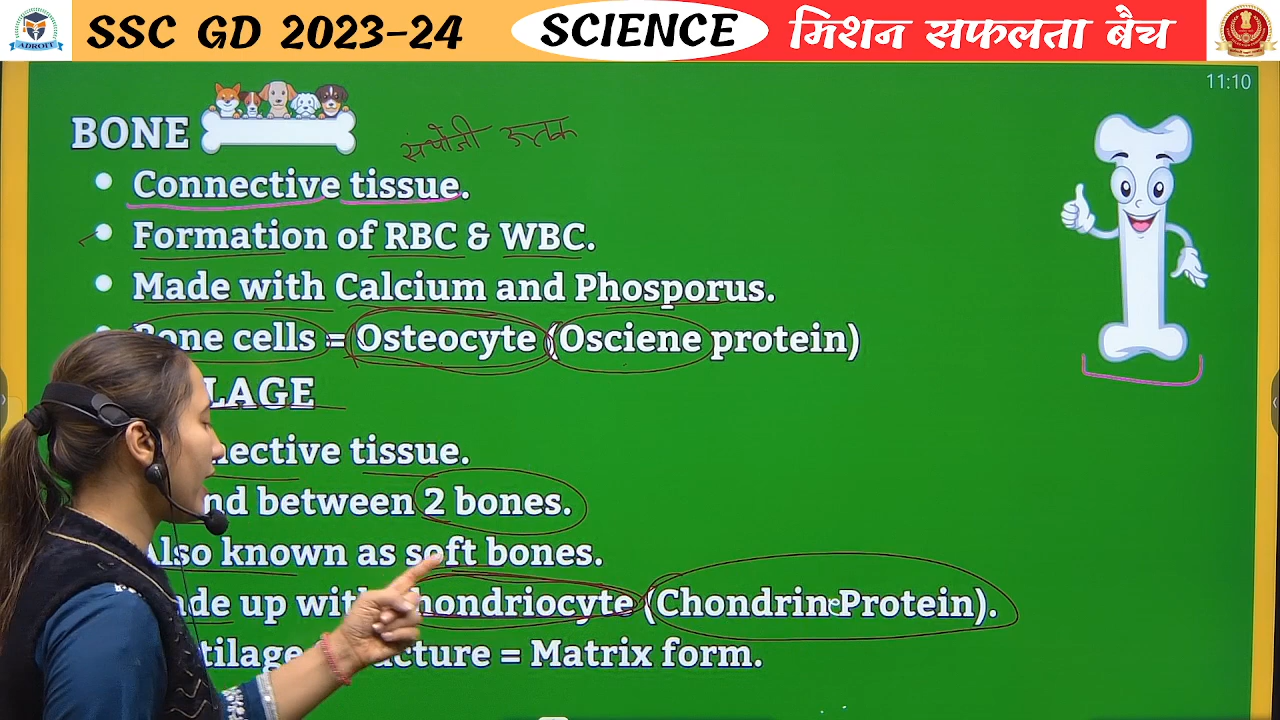 SSC GD 2023-24 SCIENCE मिशन सफलता बैच
ADROIT
11:10
BONE
संयोजी ऊतक
• Connective tissue.
• Formation of RBC & WBC.
• Made with Calcium and Phosporus.
Bone cells = Osteocyte (Osciene protein)
LAGE
nective tissue.
nd between 2 bones.
Also known as soft bones.
ade up with hondriocyte (Chondrin Protein).
tilage cture = Matrix form.